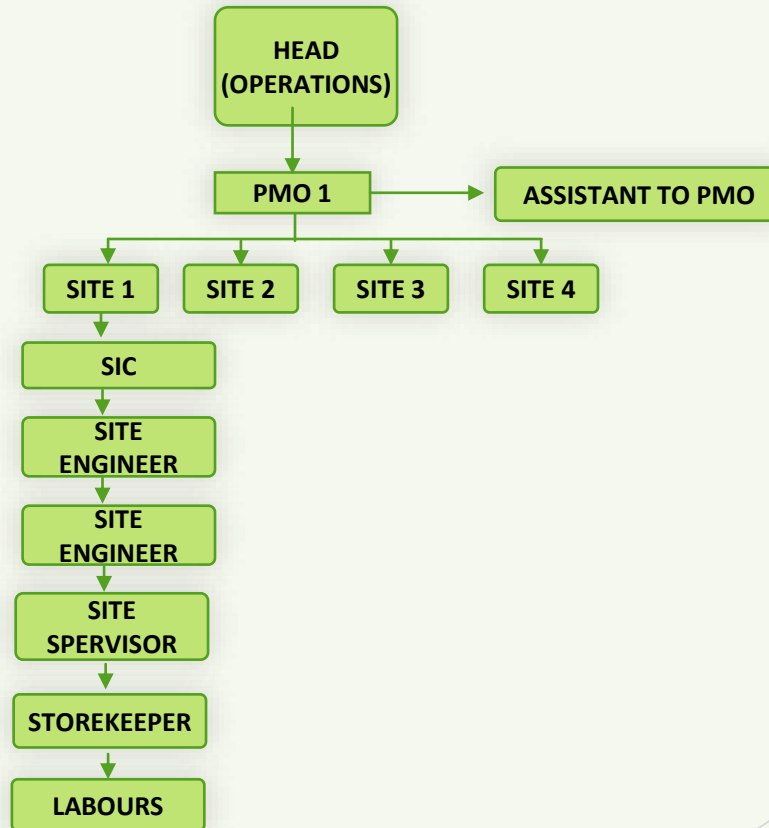 HEAD
(OPERATIONS)
PMO 1
ASSISTANT TO PMO
SITE 1
SITE 2
SITE 3
SITE 4
SIC
SITE
ENGINEER
SITE
ENGINEER
SITE
SPERVISOR
STOREKEEPER
LABOURS